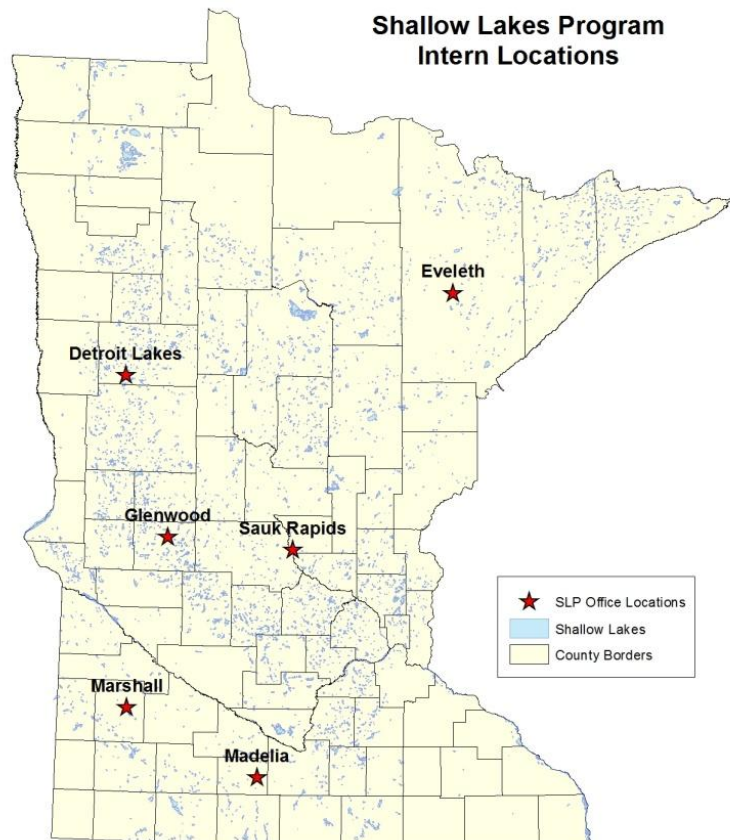 Shallow Lakes Program
Intern Locations
Eveleth
Detroit Lakes
Glenwood
Sauk Rapids
SLP Office Locations
Shallow Lakes
County Borders
Marshall
Madelia